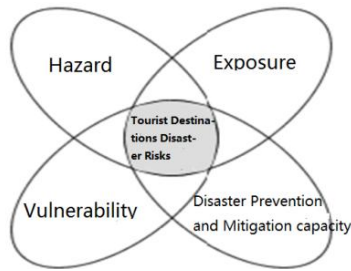 Hazard
Exposure
Tourist Destina-
tions Disast-
er Risks
Vulnerability
Disaster Prevention
and Mitigation capacity